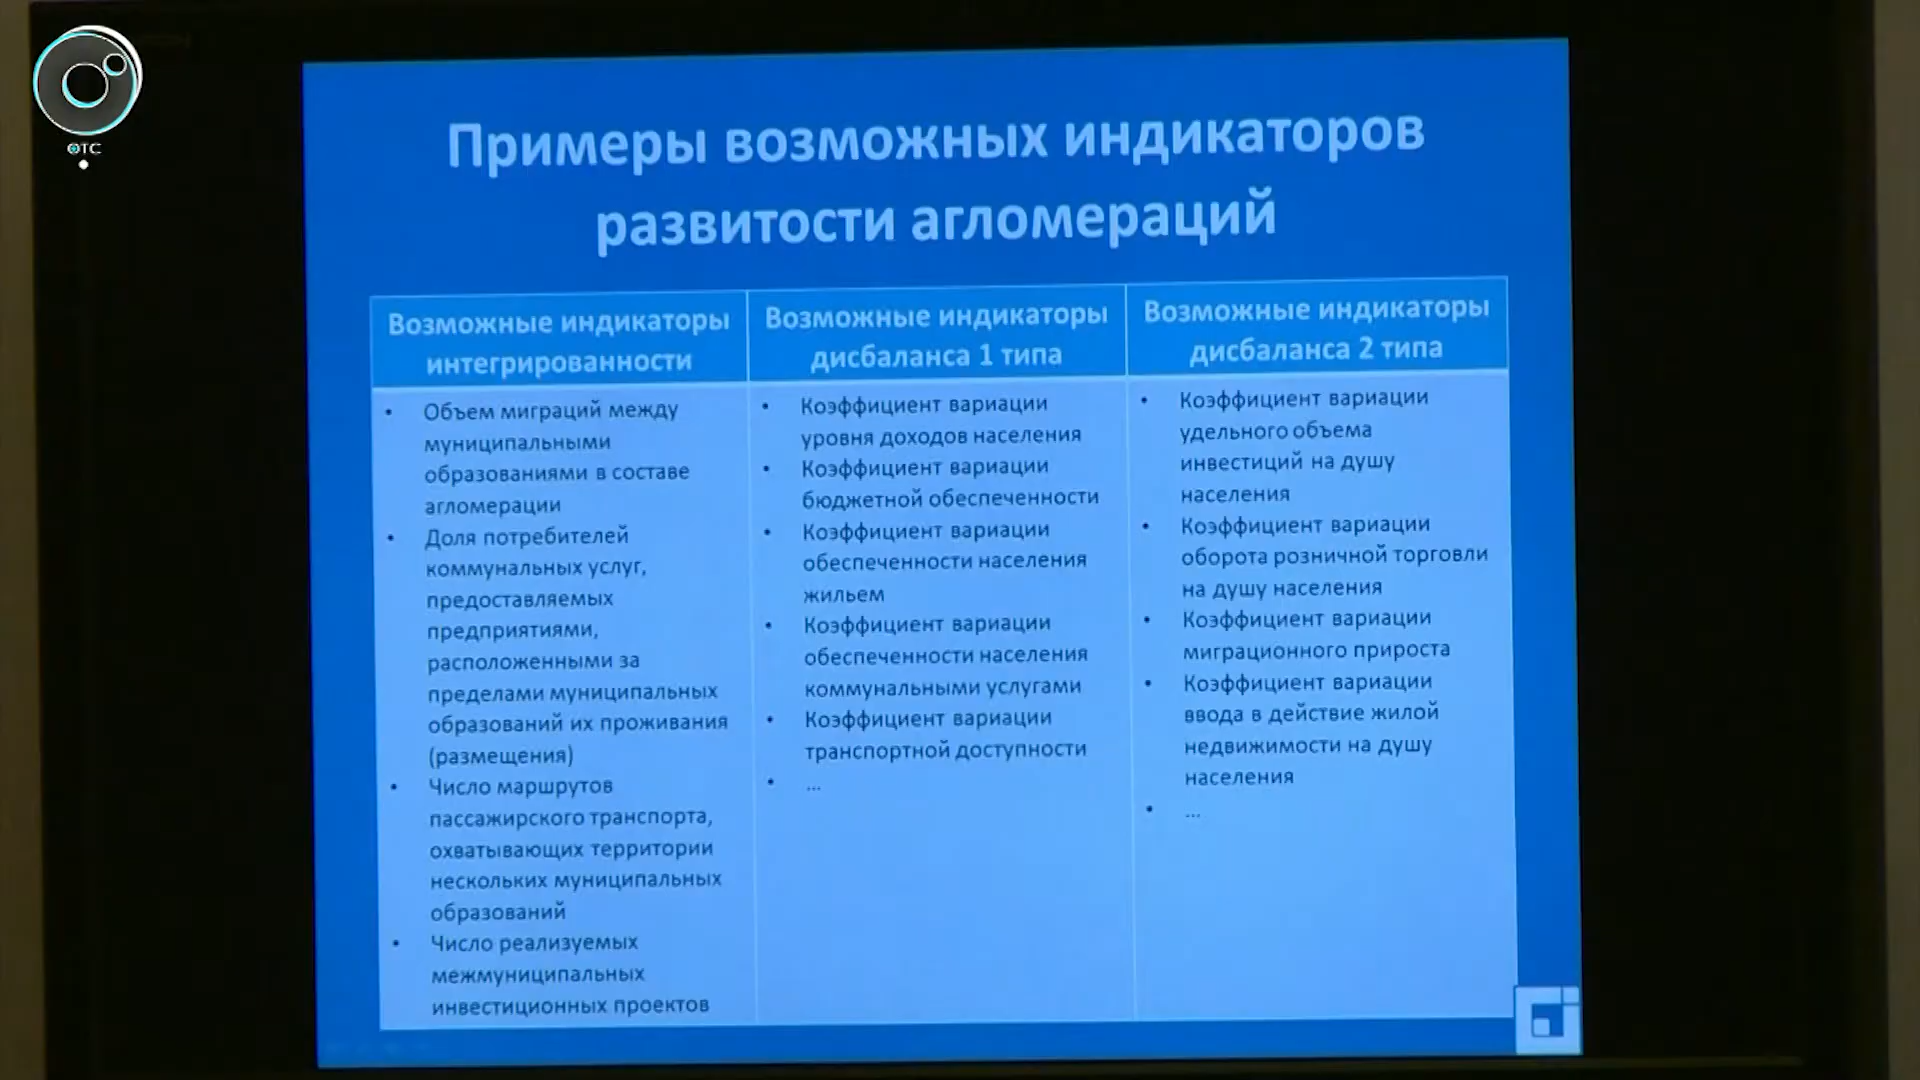 ОТС
Примеры возможных индикаторов
развитости агломераций
Возможные индикаторы
интегрированности
Возможные индикаторы
дисбаланса 1 типа
Возможные индикаторы
дисбаланса 2 типа
• Объем миграций между
муниципальными
образованиями в составе
агломерации
• Доля потребителей
коммунальных услуг,
предоставляемых
предприятиями,
расположенными за
пределами муниципальных
образований их проживания
(размещения)
• Число маршрутов
пассажирского транспорта,
охватывающих территории
нескольких муниципальных
образований
• Число реализуемых
межмуниципальных
инвестиционных проектов
• Коэффициент вариации
уровня доходов населения
• Коэффициент вариации
бюджетной обеспеченности
• Коэффициент вариации
обеспеченности населения
жильем
• Коэффициент вариации
обеспеченности населения
коммунальными услугами
• Коэффициент вариации
транспортной доступности
• ...
• Коэффициент вариации
удельного объема
инвестиций на душу
населения
• Коэффициент вариации
оборота розничной торговли
на душу населения
• Коэффициент вариации
миграционного прироста
• Коэффициент вариации
ввода в действие жилой
недвижимости на душу
населения
• ...